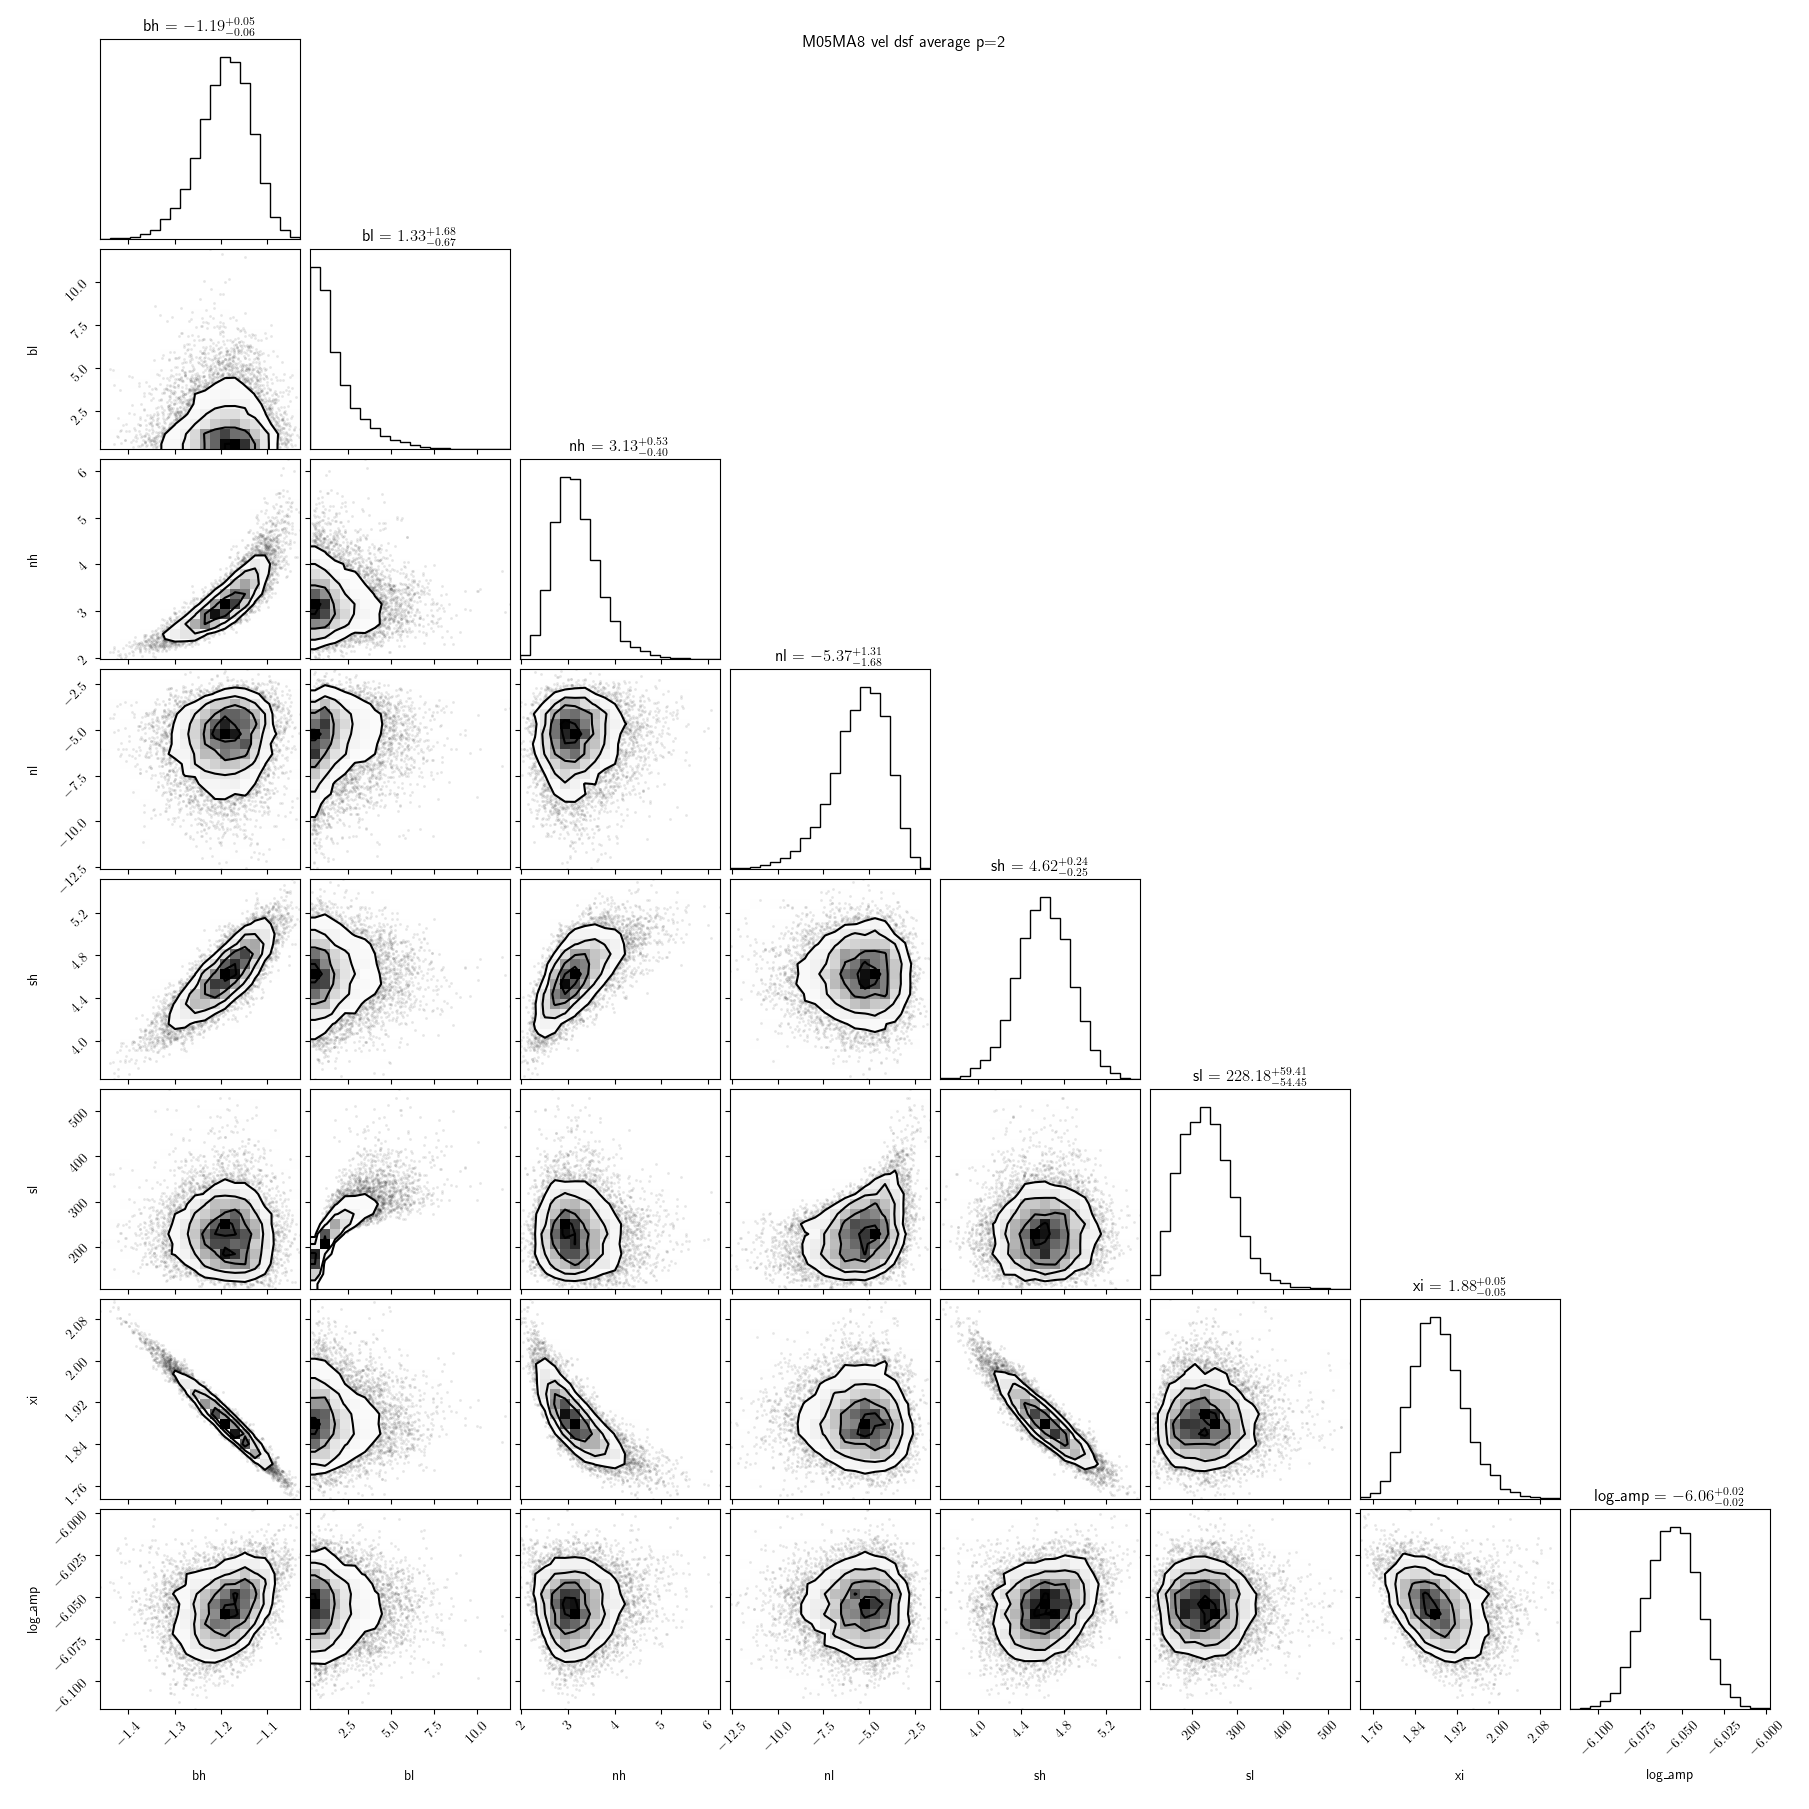 M05MA8 vel dsf average p=2
bh = −1.19 +0.05 −0.06
bl = 1.33 +1.68 −0.67
10.0
7.5
5.0
2.5
bl
nh = 3.13 +0.53 −0.40
6
5
4
3
2
nh
nl = −5.37 +1.31 −1.68
−2.5
−5.0
−7.5
−10.0
−12.5
nl
sh = 4.62 +0.24 −0.25
5.2
4.8
4.4
4.0
sh
sl = 228.18 +59.41 −54.45
500
400
300
200
sl
xi = 1.88 +0.05 −0.05
2.08
2.00
1.92
1.84
1.76
xi
log_amp = −6.06 +0.02 −0.02
−6.000
−6.025
−6.050
−6.075
−6.100
log_amp
−1.4 −1.3 −1.2 −1.1
2.5 5.0 7.5 10.0
2 3 4 5 6
−12.5 −10.0 −7.5 −5.0 −2.5
4.0 4.4 4.8 5.2
200 300 400 500
1.76 1.84 1.92 2.00 2.08
−6.100 −6.075 −6.050 −6.025 −6.000
bh bl nh nl sh sl xi log_amp